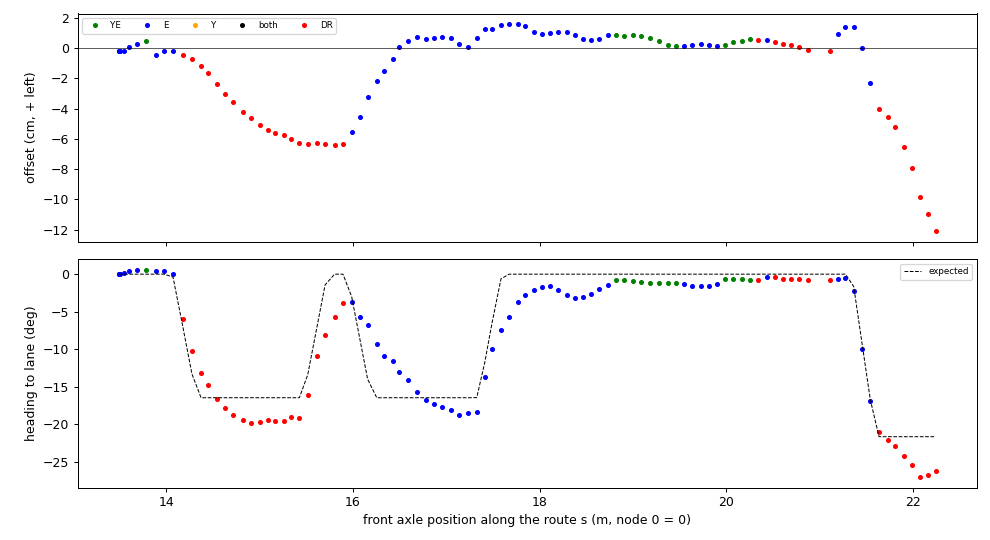 2
0
−2
−4
−6
−8
−10
−12
offset (cm, + left)
YE E Y both DR
0
−5
−10
−15
−20
−25
heading to lane (deg)
expected
14 16 18 20 22
front axle position along the route s (m, node 0 = 0)